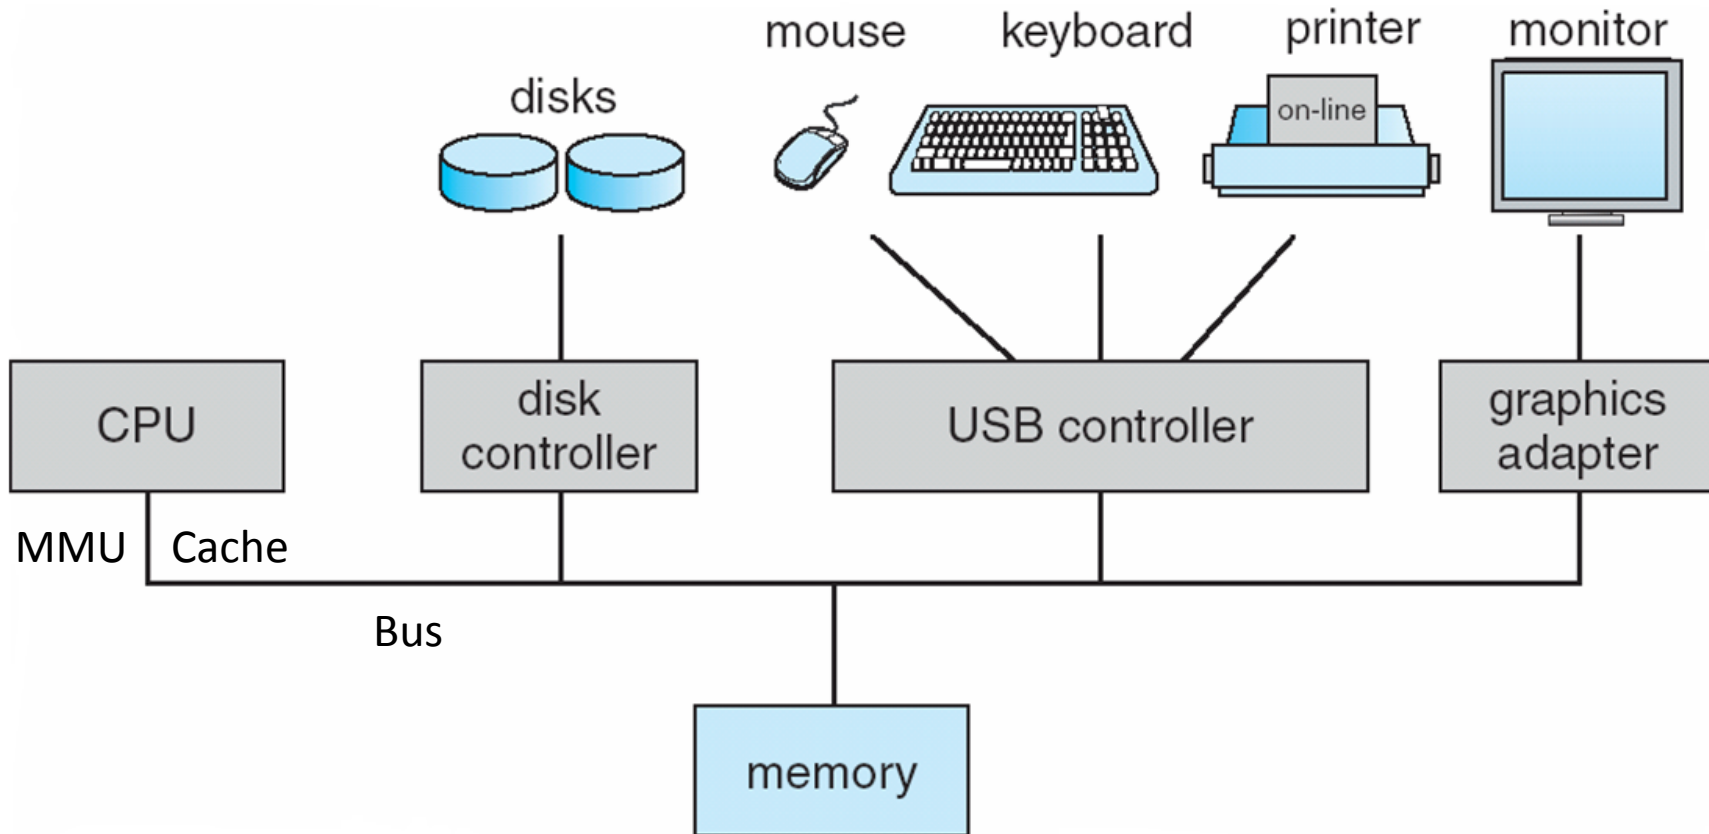 mouse
keyboard
printer
monitor
disks
on-line
CPU
disk
controller
USB controller
graphics
adapter
MMU
Cache
Bus
memory